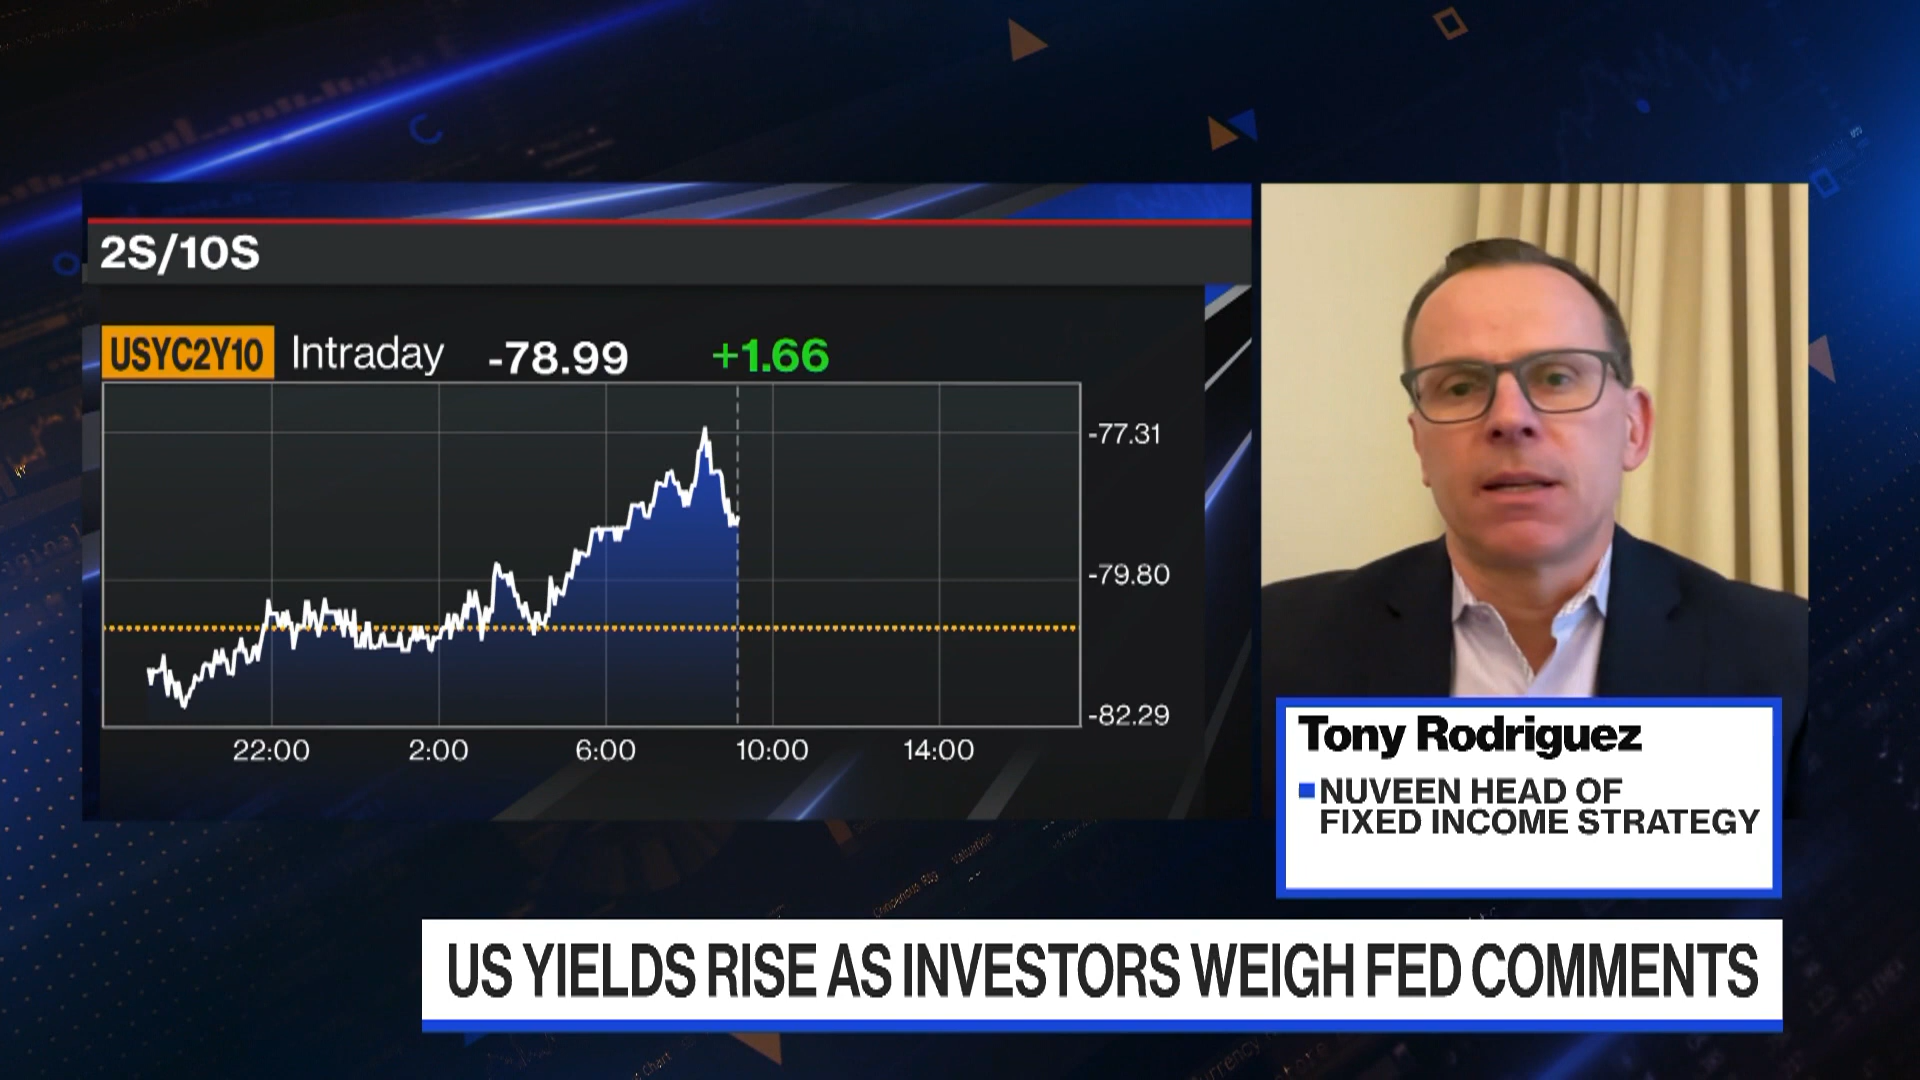 2S/10S
USYC2Y10 Intraday -78.99 +1.66
-77.31
-79.80
-82.29
22:00 2:00 6:00 10:00 14:00
Tony Rodriguez
NUVEEN HEAD OF
FIXED INCOME STRATEGY
US YIELDS RISE AS INVESTORS WEIGH FED COMMENTS
Valuation